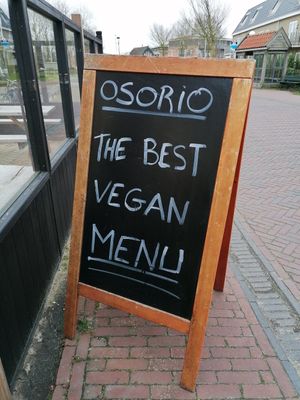 OSORIO
THE BEST
VEGAN
MENU